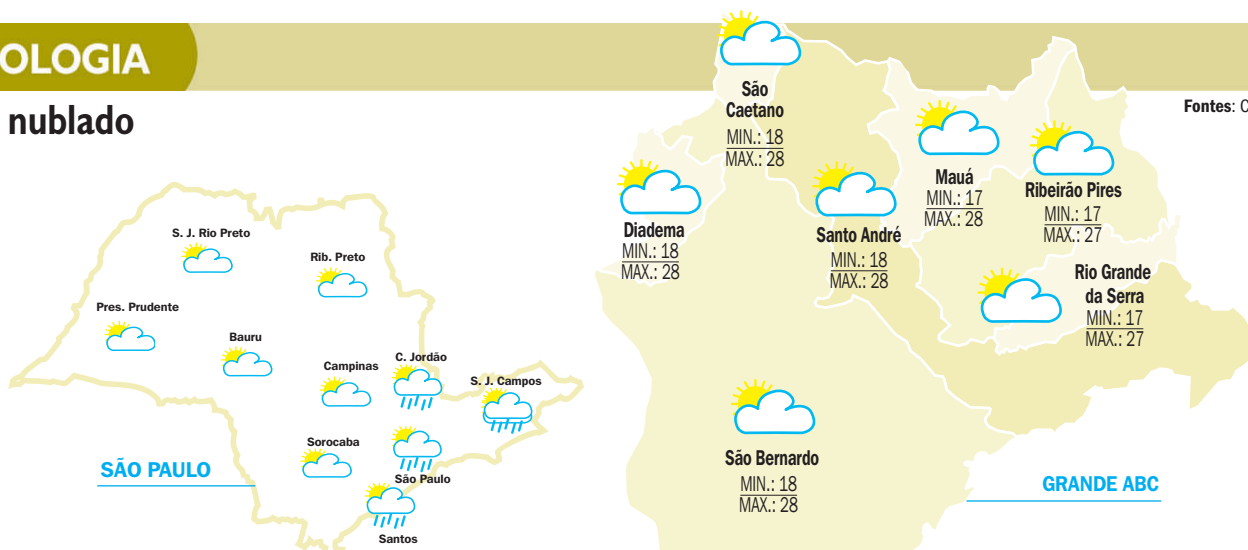 OLOGIA
nublado
Fontes: C
S. J. Rio Preto
Rib. Preto
Pres. Prudente
Bauru
Campinas
C. Jordão
S. J. Campos
Sorocaba
São Paulo
Santos
SÃO PAULO
São
Caetano
MIN.: 18
MAX.: 28
Diadema
MIN.: 18
MAX.: 28
Santo André
MIN.: 18
MAX.: 28
Mauá
MIN.: 17
MAX.: 28
Ribeirão Pires
MIN.: 17
MAX.: 27
Rio Grande
da Serra
MIN.: 17
MAX.: 27
São Bernardo
MIN.: 18
MAX.: 28
GRANDE ABC